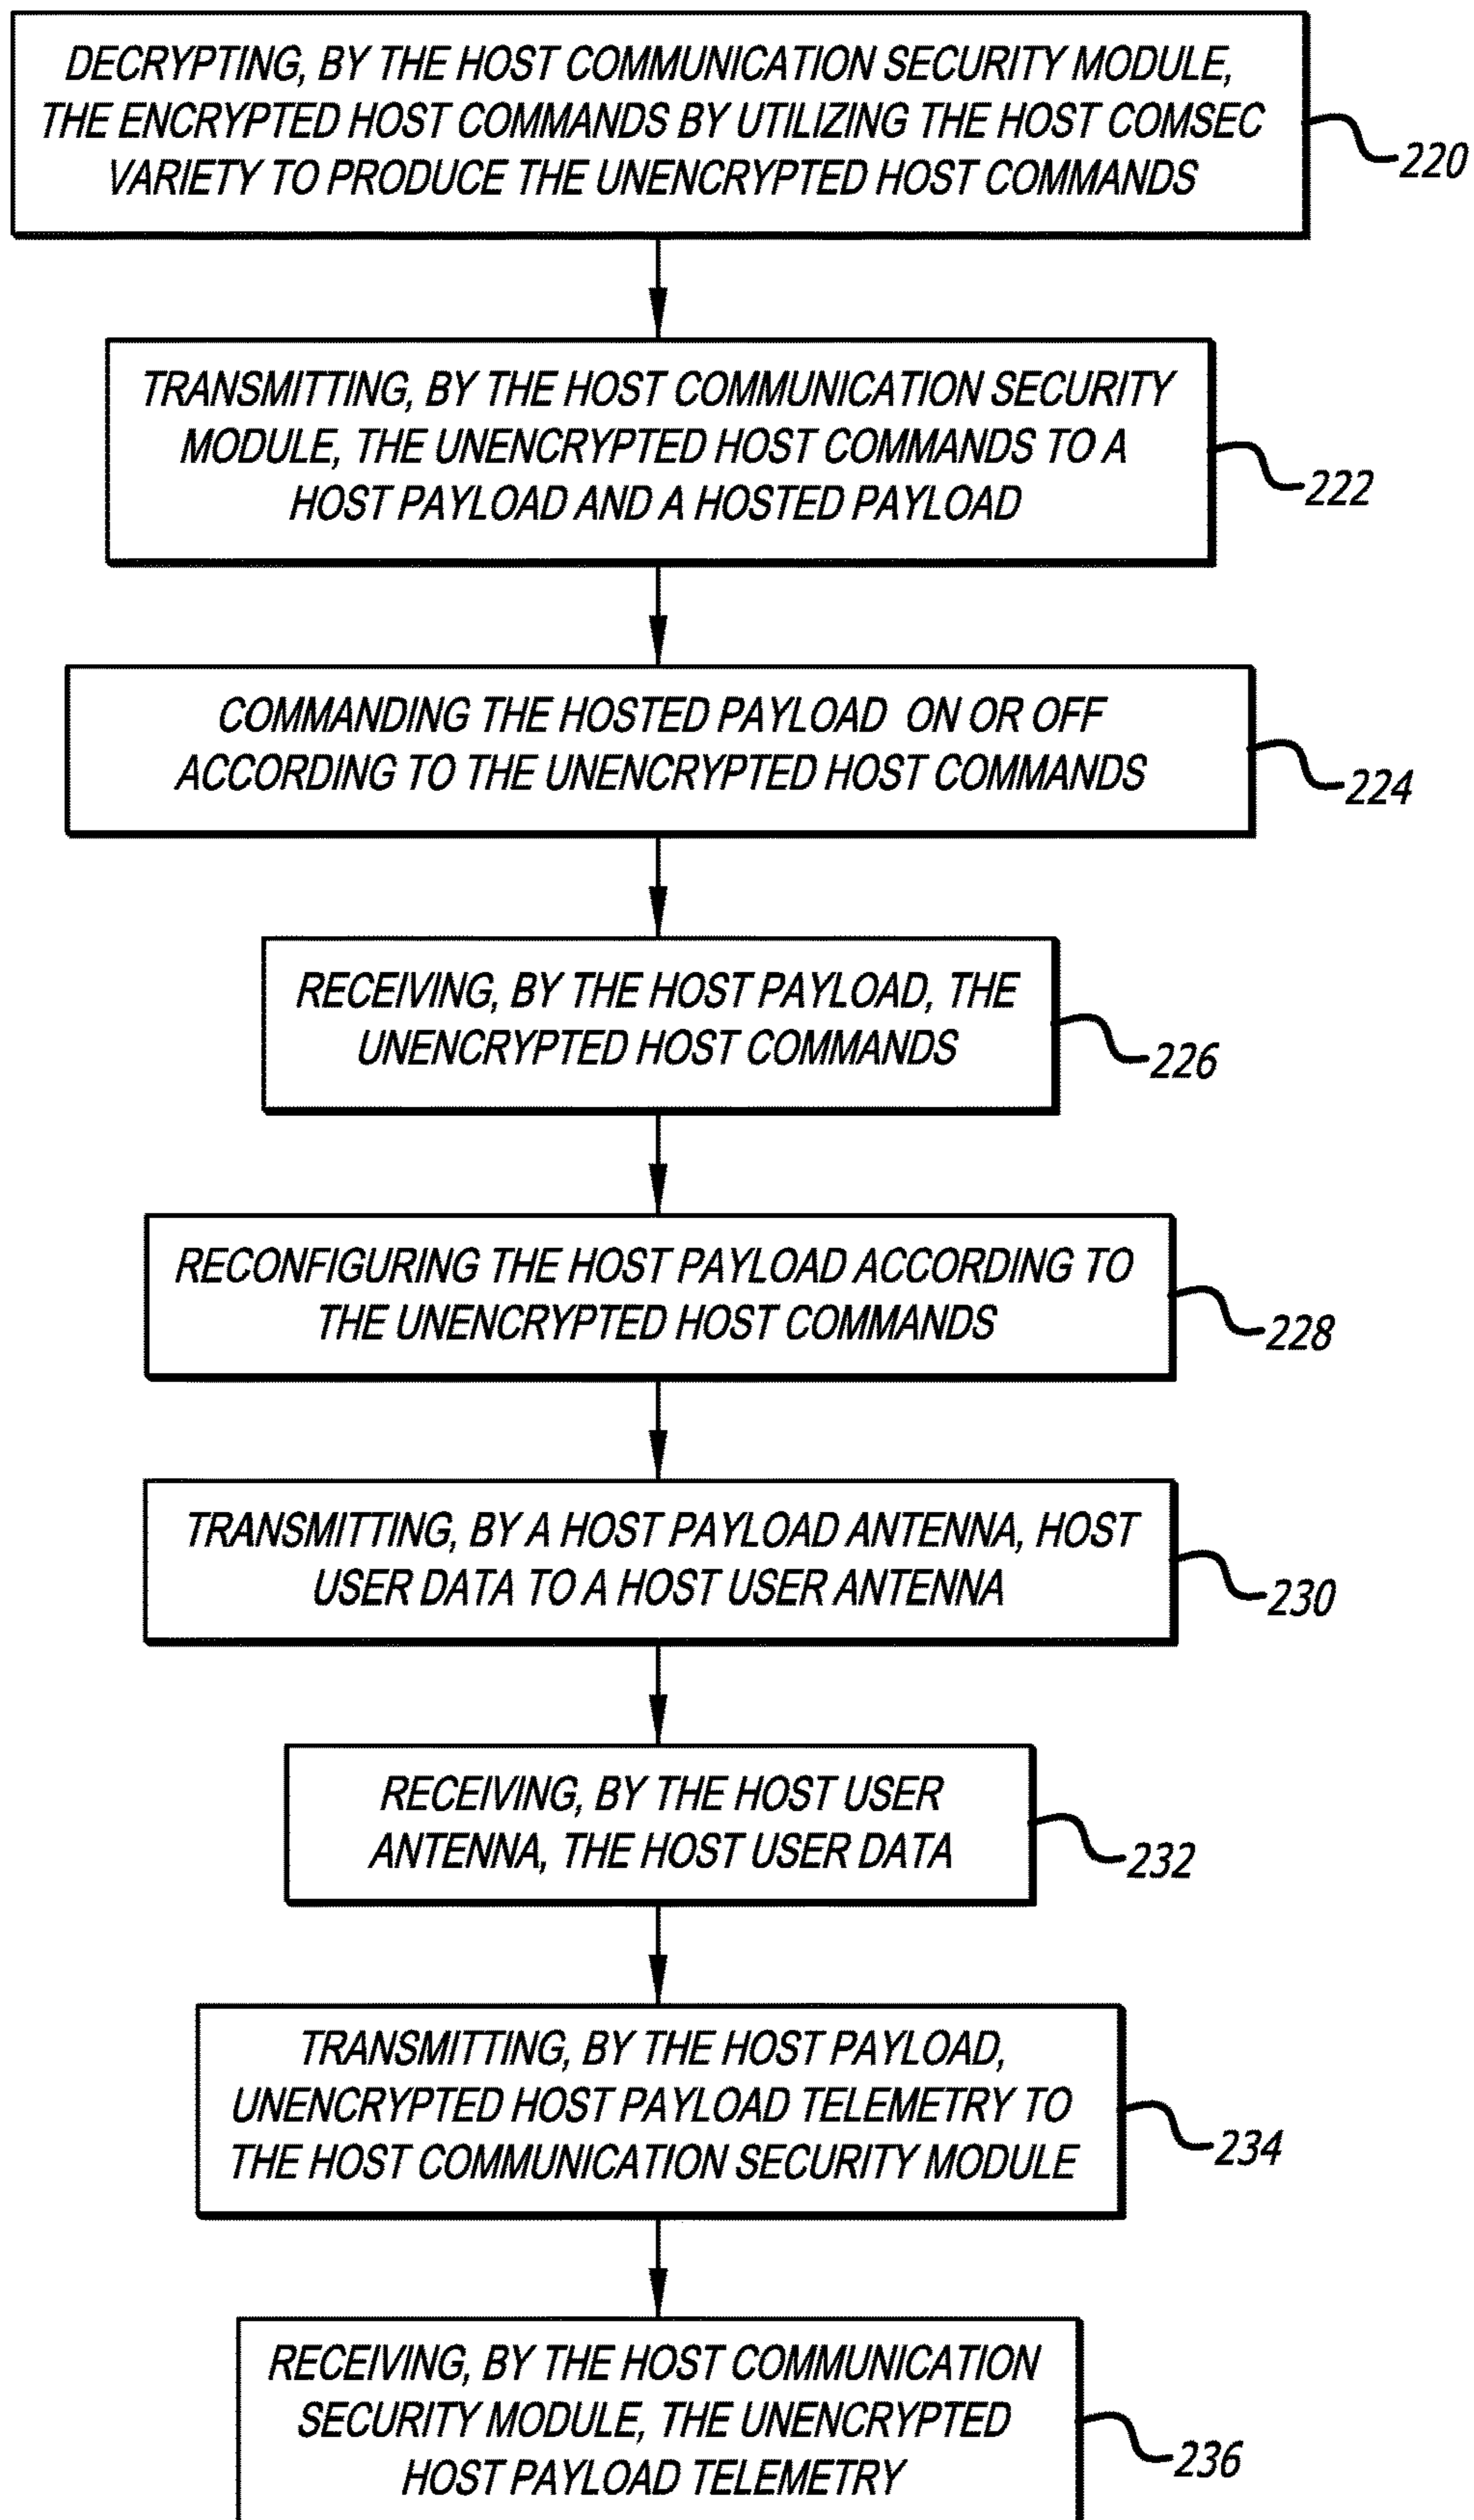 DECRYPTING, BY THE HOST COMMUNICATION SECURITY MODULE,
THE ENCRYPTED HOST COMMANDS BY UTILIZING THE HOST COMSEC
VARIETY TO PRODUCE THE UNENCRYPTED HOST COMMANDS
220
TRANSMITTING, BY THE HOST COMMUNICATION SECURITY
MODULE, THE UNENCRYPTED HOST COMMANDS TO A
HOST PAYLOAD AND A HOSTED PAYLOAD
222
COMMANDING THE HOSTED PAYLOAD ON OR OFF
ACCORDING TO THE UNENCRYPTED HOST COMMANDS
224
RECEIVING, BY THE HOST PAYLOAD, THE
UNENCRYPTED HOST COMMANDS
226
RECONFIGURING THE HOST PAYLOAD ACCORDING TO
THE UNENCRYPTED HOST COMMANDS
228
TRANSMITTING, BY A HOST PAYLOAD ANTENNA, HOST
USER DATA TO A HOST USER ANTENNA
230
RECEIVING, BY THE HOST USER
ANTENNA, THE HOST USER DATA
232
TRANSMITTING, BY THE HOST PAYLOAD,
UNENCRYPTED HOST PAYLOAD TELEMETRY TO
THE HOST COMMUNICATION SECURITY MODULE
234
RECEIVING, BY THE HOST COMMUNICATION
SECURITY MODULE, THE UNENCRYPTED
HOST PAYLOAD TELEMETRY
236